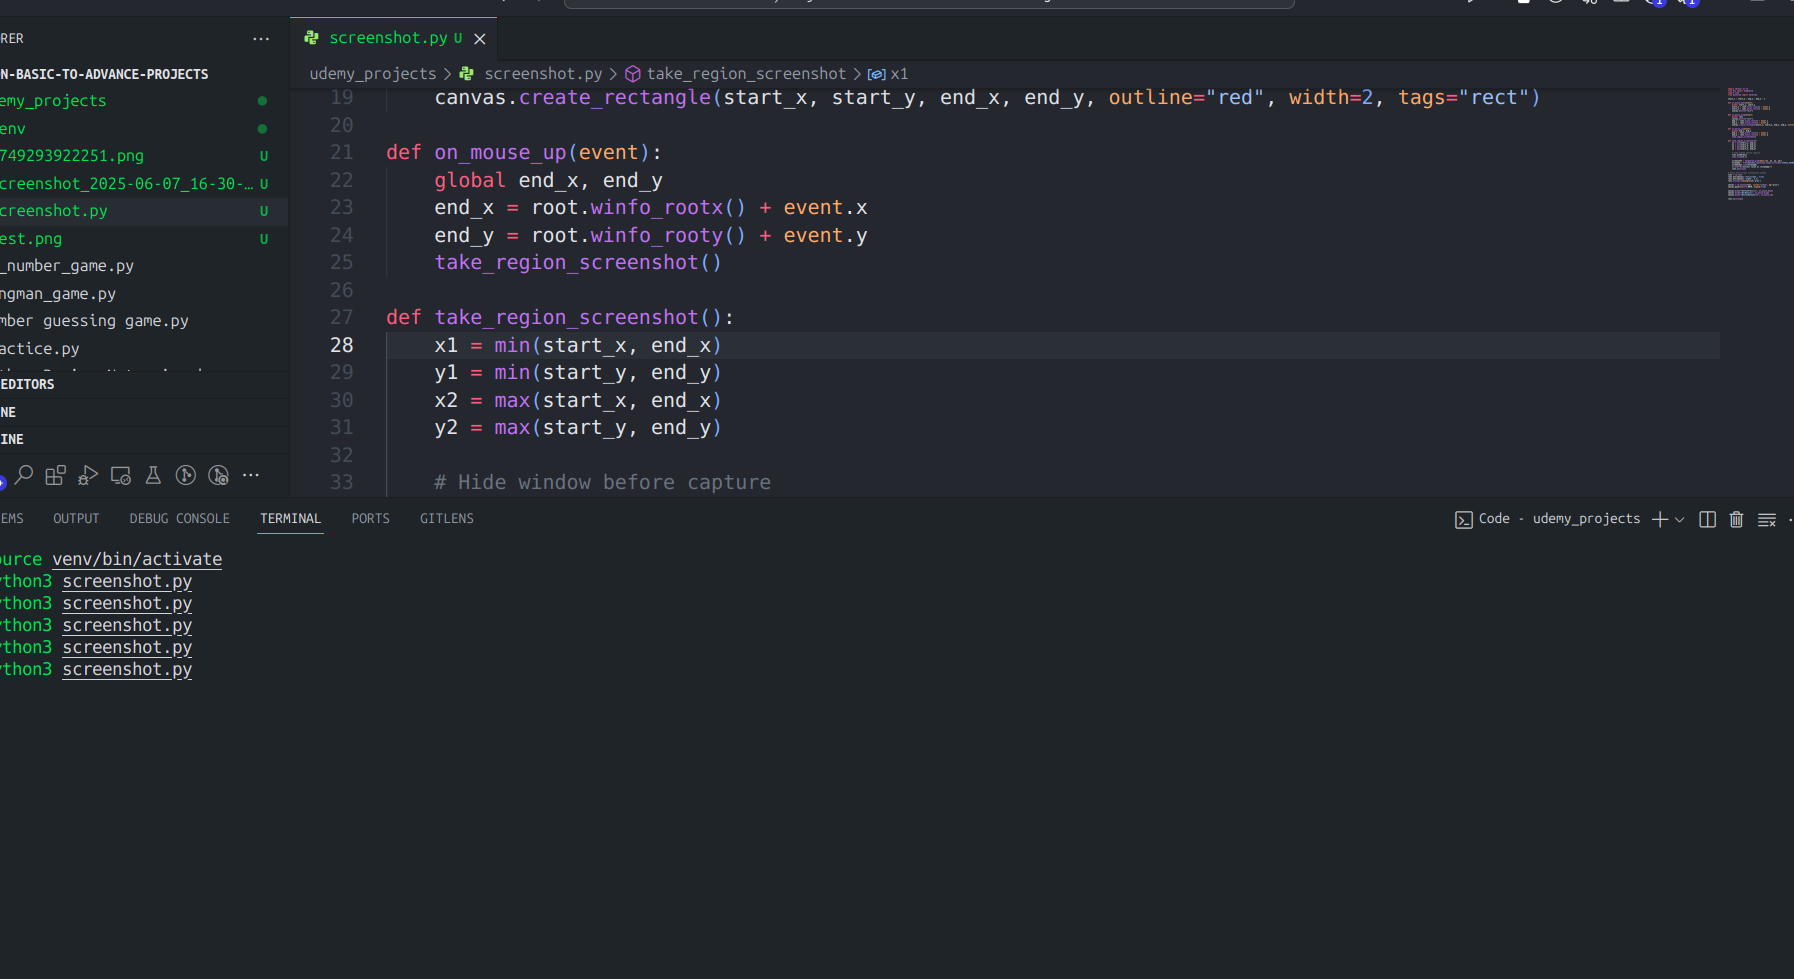 RER ...
screenshot.py U
N-BASIC-TO-ADVANCE-PROJECTS
udemy_projects > screenshot.py > take_region_screenshot > x1
emy_projects
env
749293922251.png U
creenshot_2025-06-07_16-30-... U
creenshot.py U
est.png U
_number_game.py
ngman_game.py
mber guessing game.py
actice.py
EDITORS
NE
INE
19 canvas.create_rectangle(start_x, start_y, end_x, end_y, outline="red", width=2, tags="rect")
20
21 def on_mouse_up(event):
22 global end_x, end_y
23 end_x = root.winfo_rootx() + event.x
24 end_y = root.winfo_rooty() + event.y
25 take_region_screenshot()
26
27 def take_region_screenshot():
28 x1 = min(start_x, end_x)
29 y1 = min(start_y, end_y)
30 x2 = max(start_x, end_x)
31 y2 = max(start_y, end_y)
32
33 # Hide window before capture
EMS OUTPUT DEBUG CONSOLE TERMINAL PORTS GITLENS
Code - udemy_projects
ource venv/bin/activate
ython3 screenshot.py
ython3 screenshot.py
ython3 screenshot.py
ython3 screenshot.py
ython3 screenshot.py